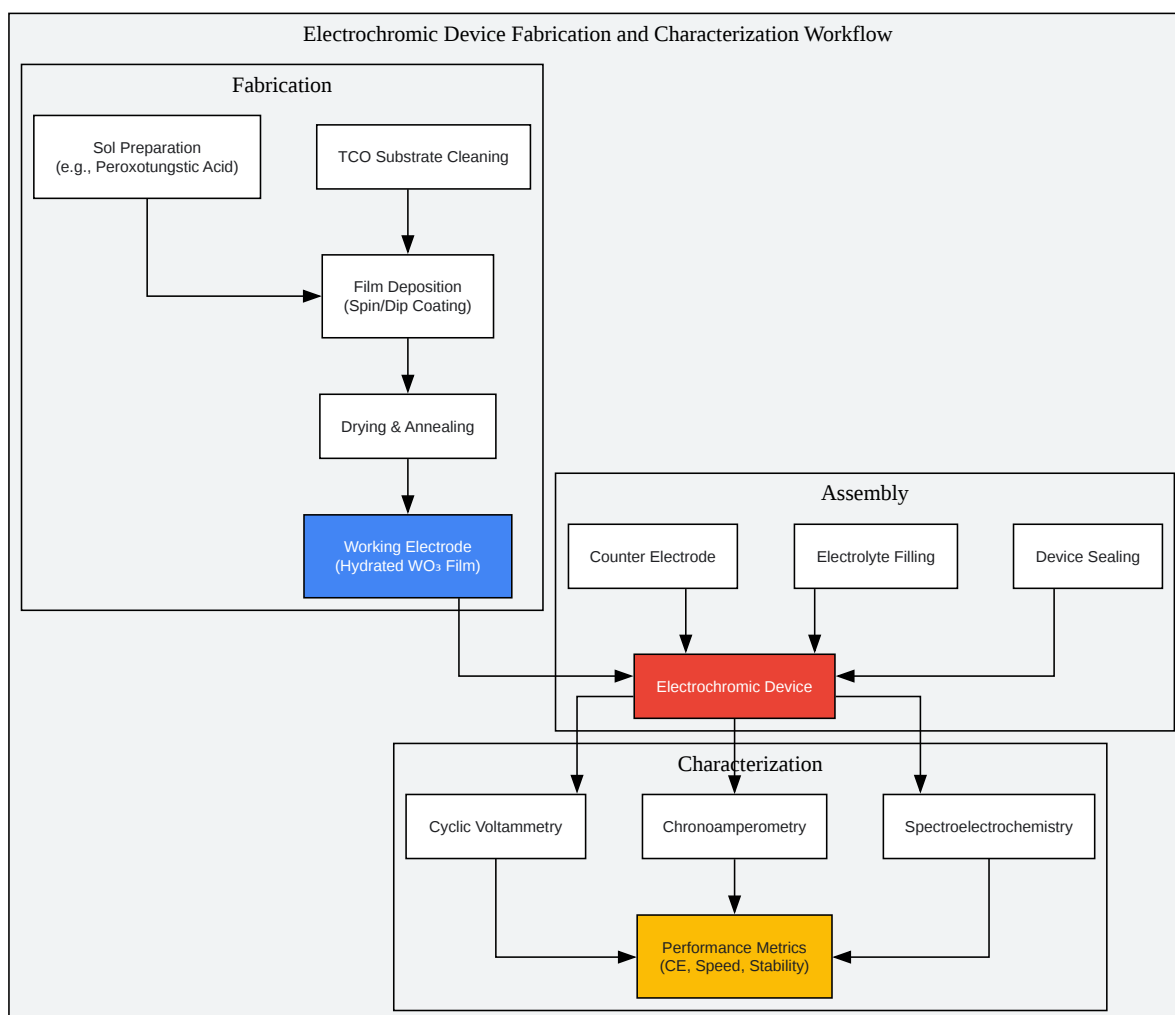 Electrochromic Device Fabrication and Characterization Workflow
Fabrication
Sol Preparation
(e.g., Peroxotungstic Acid)
TCO Substrate Cleaning
Film Deposition
(Spin/Dip Coating)
Drying & Annealing
Working Electrode
(Hydrated WO₃ Film)
Assembly
Counter Electrode
Electrolyte Filling
Device Sealing
Electrochromic Device
Characterization
Cyclic Voltammetry
Chronoamperometry
Spectroelectrochemistry
Performance Metrics
(CE, Speed, Stability)